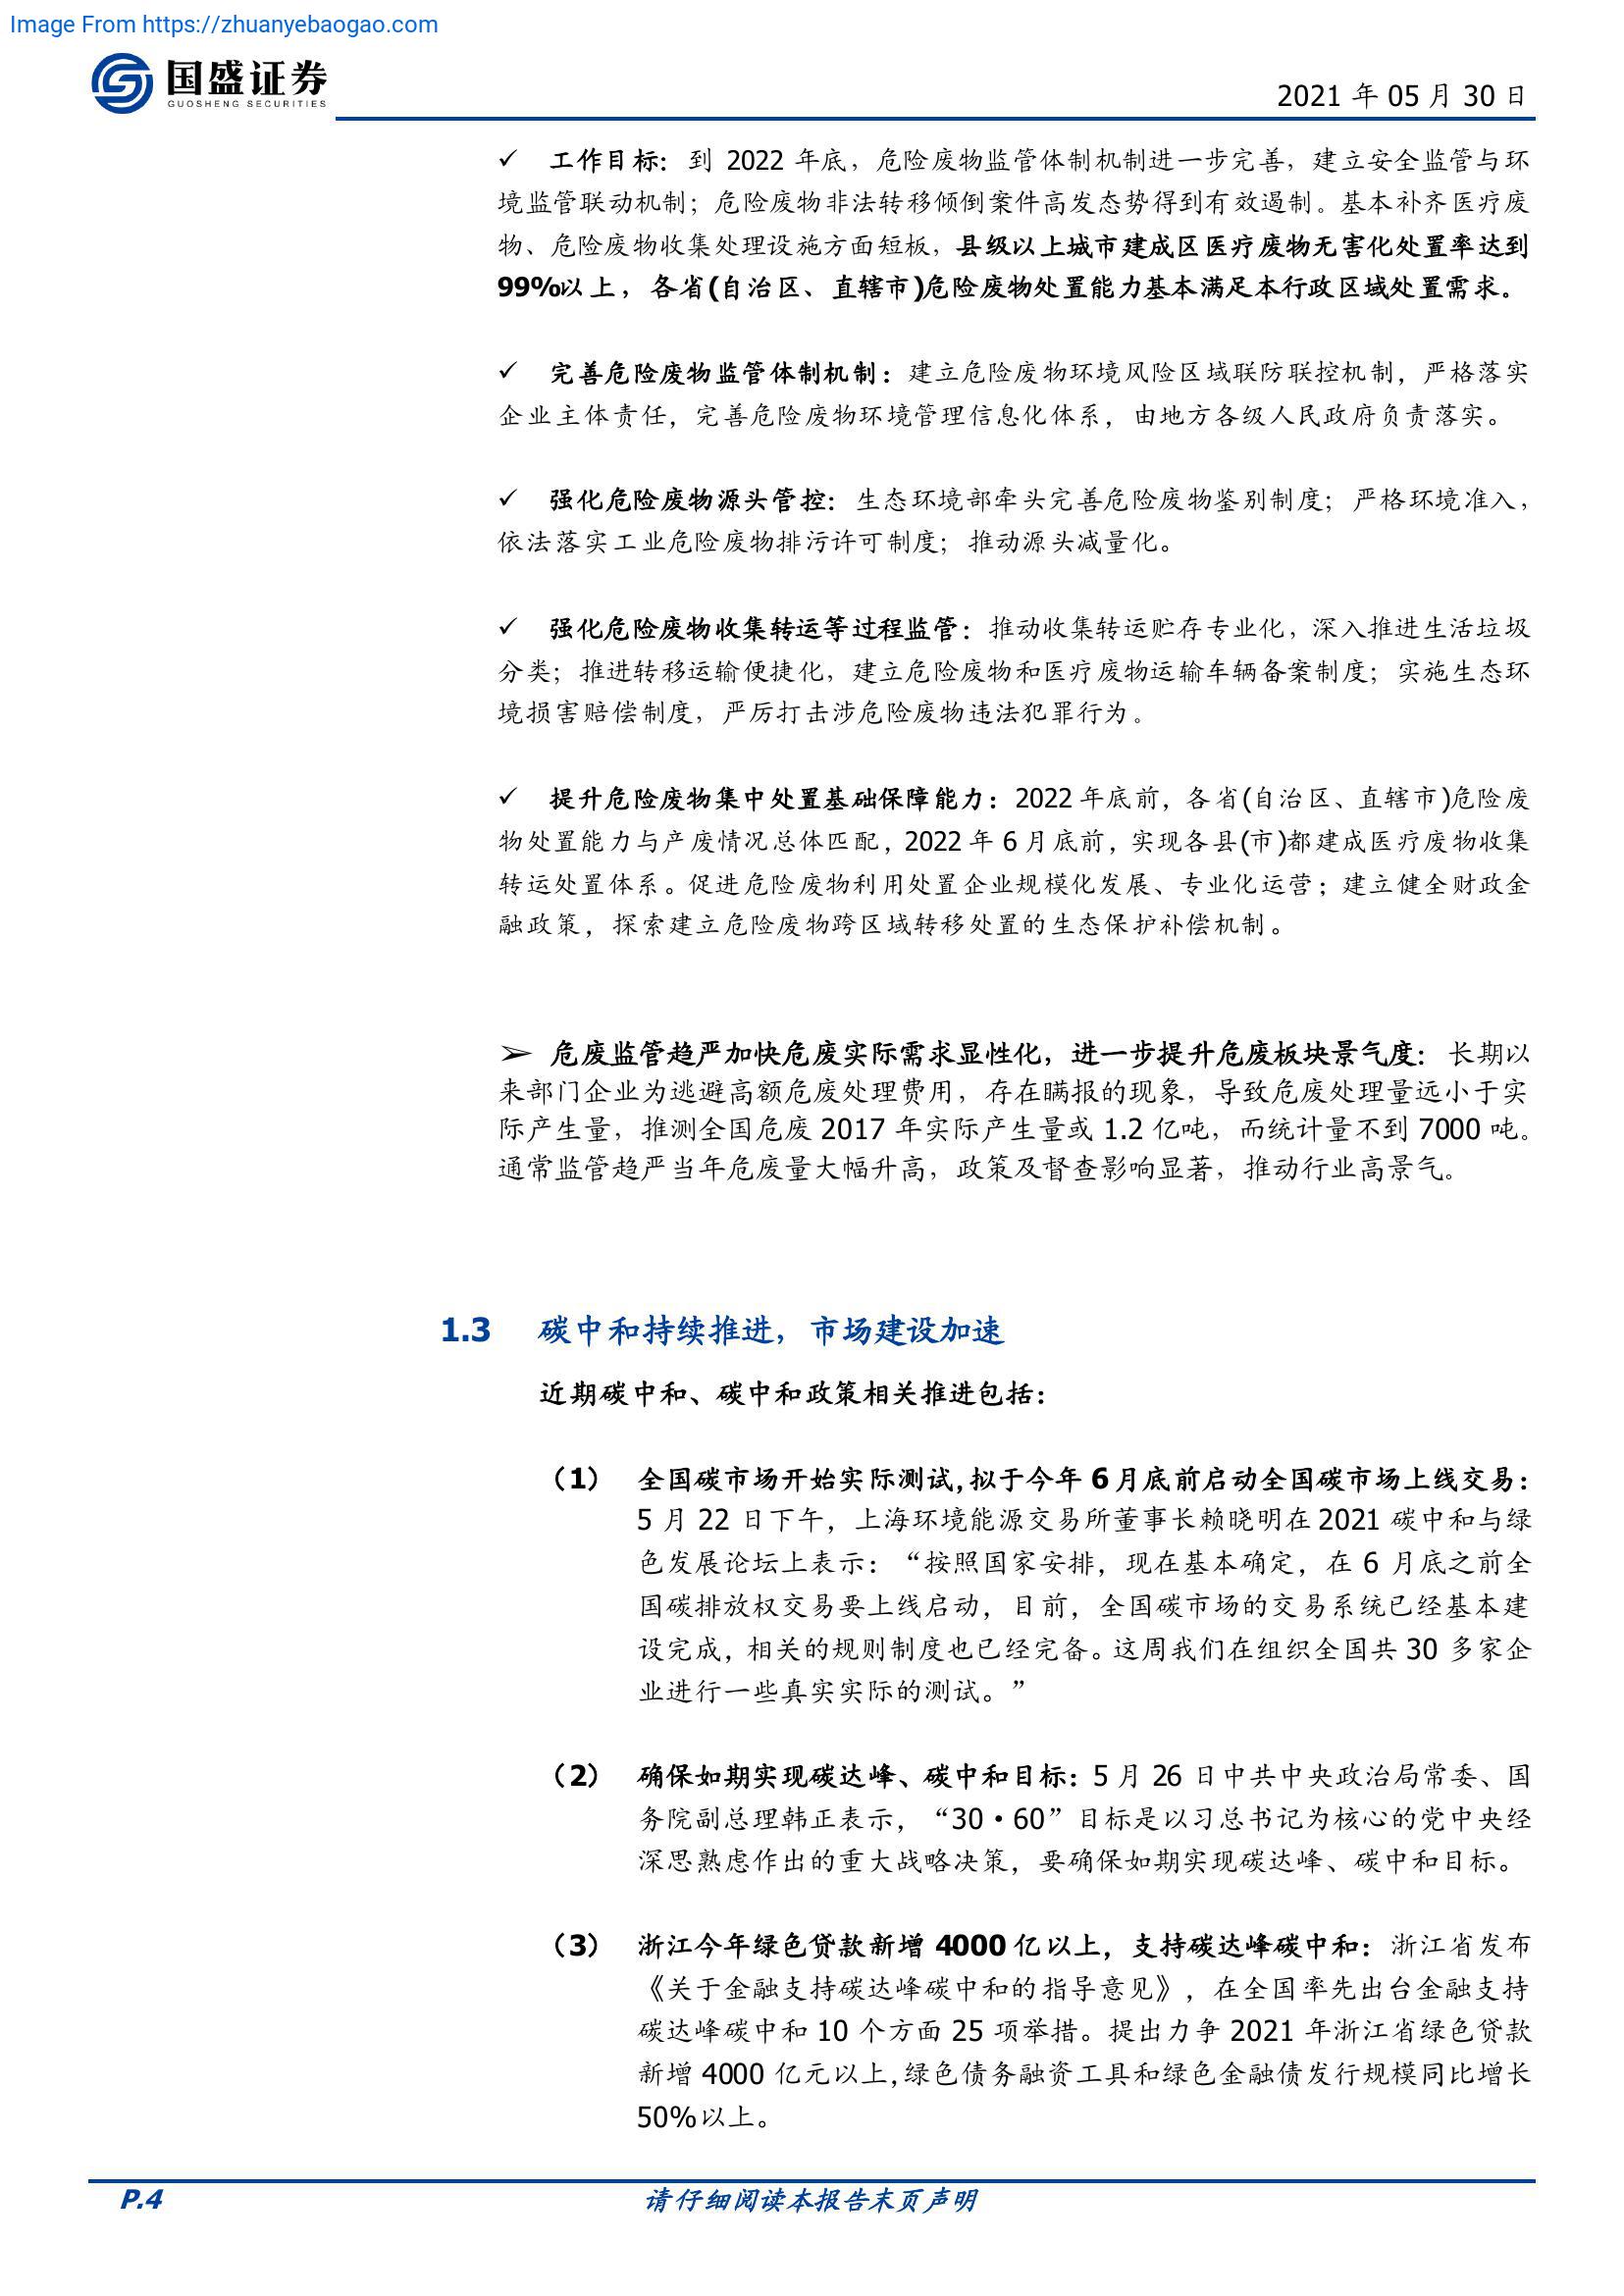 Image From https://zhuanyebaogao.com
国盛证券
GUOSHENG SECURITIES
2021 年 05 月 30 日
✓ 工作目标：到 2022 年底，危险废物监管体制机制进一步完善，建立安全监管与环
境监管联动机制；危险废物非法转移倾倒案件高发态势得到有效遏制。基本补齐医疗废
物、危险废物收集处理设施方面短板，县级以上城市建成区医疗废物无害化处置率达到
99%以上，各省(自治区、直辖市)危险废物处置能力基本满足本行政区域处置需求。
✓ 完善危险废物监管体制机制：建立危险废物环境风险区域联防联控机制，严格落实
企业主体责任，完善危险废物环境管理信息化体系，由地方各级人民政府负责落实。
✓ 强化危险废物源头管控：生态环境部牵头完善危险废物鉴别制度；严格环境准入，
依法落实工业危险废物排污许可制度；推动源头减量化。
✓ 强化危险废物收集转运等过程监管：推动收集转运贮存专业化，深入推进生活垃圾
分类；推进转移运输便捷化，建立危险废物和医疗废物运输车辆备案制度；实施生态环
境损害赔偿制度，严厉打击涉危险废物违法犯罪行为。
✓ 提升危险废物集中处置基础保障能力：2022 年底前，各省(自治区、直辖市)危险废
物处置能力与产废情况总体匹配，2022 年 6 月底前，实现各县(市)都建成医疗废物收集
转运处置体系。促进危险废物利用处置企业规模化发展、专业化运营；建立健全财政金
融政策，探索建立危险废物跨区域转移处置的生态保护补偿机制。
➢ 危废监管趋严加快危废实际需求显性化，进一步提升危废板块景气度：长期以
来部门企业为逃避高额危废处理费用，存在瞒报的现象，导致危废处理量远小于实
际产生量，推测全国危废 2017 年实际产生量或 1.2 亿吨，而统计量不到 7000 吨。
通常监管趋严当年危废量大幅升高，政策及督查影响显著，推动行业高景气。
1.3 碳中和持续推进，市场建设加速
近期碳中和、碳中和政策相关推进包括：
（1） 全国碳市场开始实际测试,拟于今年 6 月底前启动全国碳市场上线交易：
5 月 22 日下午，上海环境能源交易所董事长赖晓明在 2021 碳中和与绿
色发展论坛上表示：“按照国家安排，现在基本确定，在 6 月底之前全
国碳排放权交易要上线启动，目前，全国碳市场的交易系统已经基本建
设完成，相关的规则制度也已经完备。这周我们在组织全国共 30 多家企
业进行一些真实实际的测试。”
（2） 确保如期实现碳达峰、碳中和目标：5 月 26 日中共中央政治局常委、国
务院副总理韩正表示，“30·60”目标是以习总书记为核心的党中央经
深思熟虑作出的重大战略决策，要确保如期实现碳达峰、碳中和目标。
（3） 浙江今年绿色贷款新增 4000 亿以上，支持碳达峰碳中和：浙江省发布
《关于金融支持碳达峰碳中和的指导意见》，在全国率先出台金融支持
碳达峰碳中和 10 个方面 25 项举措。提出力争 2021 年浙江省绿色贷款
新增 4000 亿元以上,绿色债务融资工具和绿色金融债发行规模同比增长
50%以上。
P.4
请仔细阅读本报告末页声明